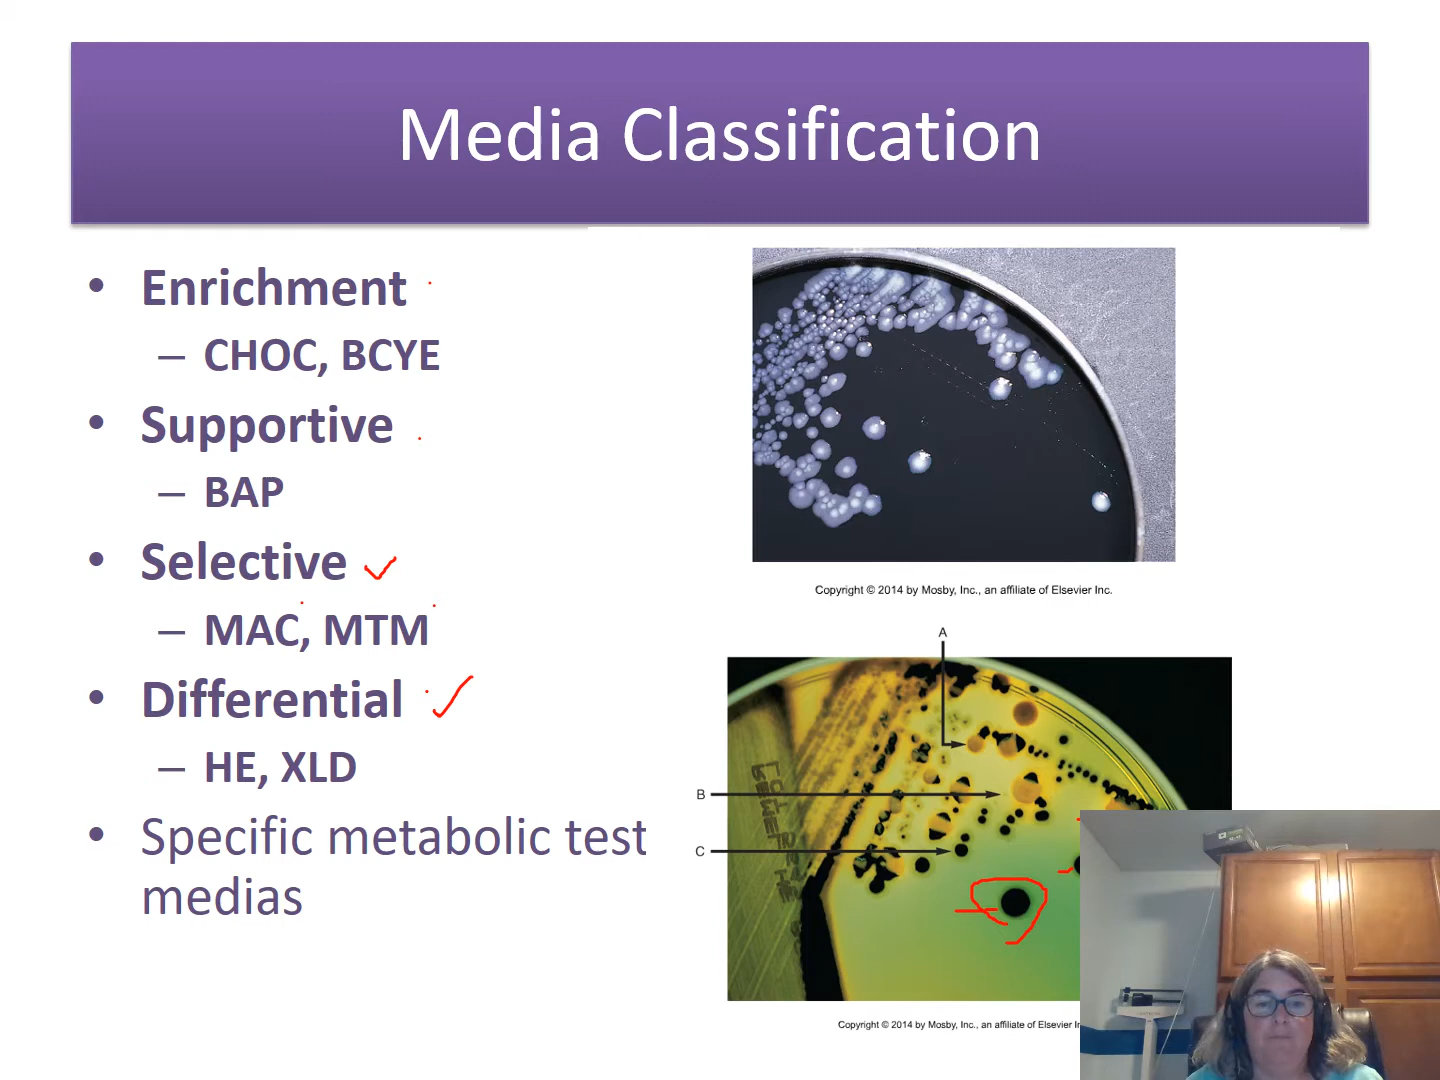 Media Classification
• Enrichment
– CHOC, BCYE
• Supportive
– BAP
• Selective
– MAC, MTM
• Differential
– HE, XLD
• Specific metabolic test
medias
Copyright © 2014 by Mosby, Inc., an affiliate of Elsevier Inc.
A
B
C
Copyright © 2014 by Mosby, Inc., an affiliate of Elsevier